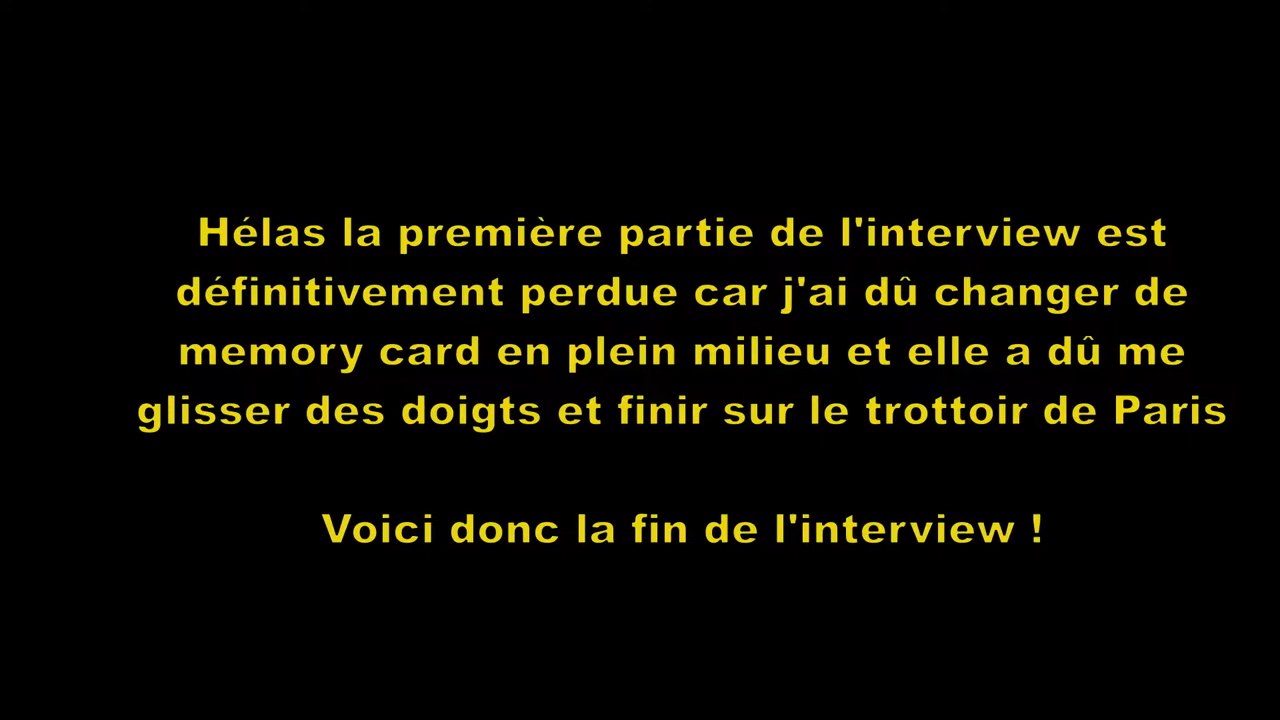 Hélas la première partie de l'interview est
définitivement perdue car j'ai dû changer de
memory card en plein milieu et elle a dû me
glisser des doigts et finir sur le trottoir de Paris
Voici donc la fin de l'interview !